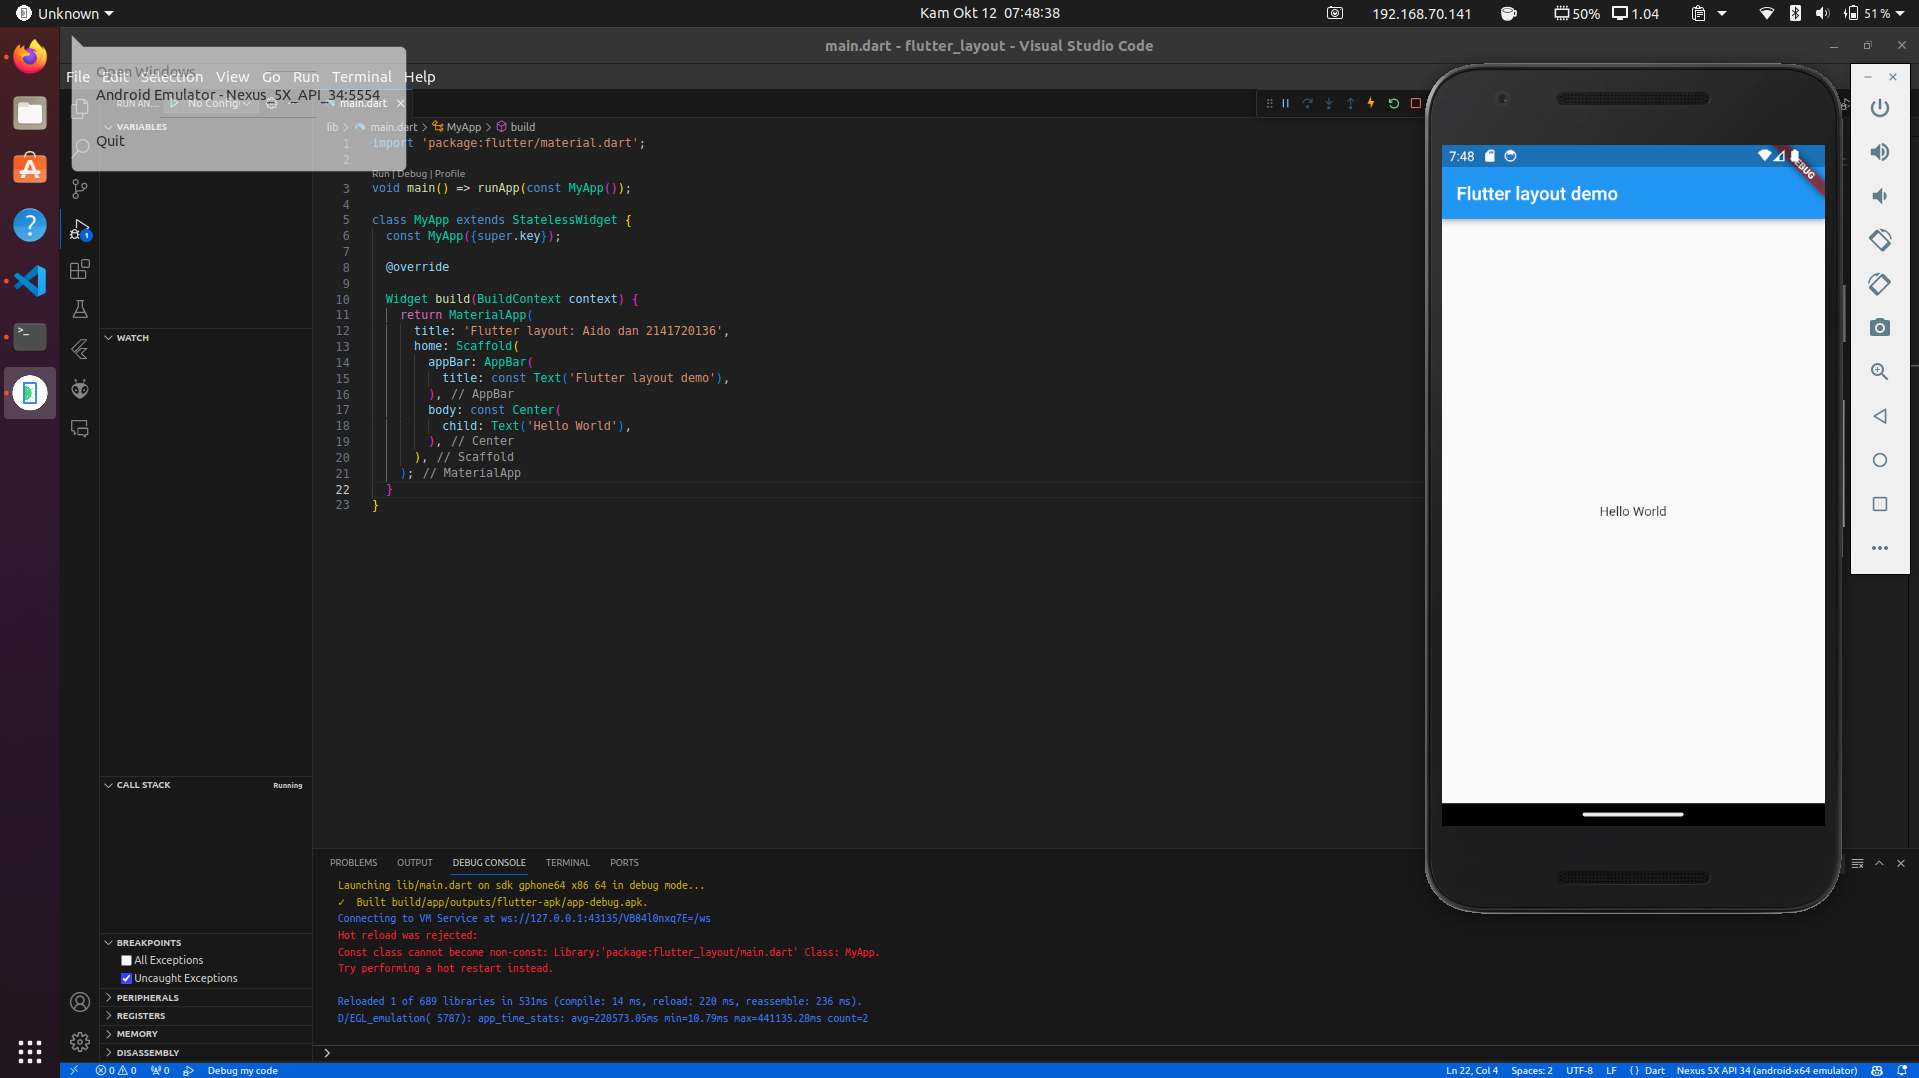 Unknown
Kam Okt 12 07:48:38
192.168.70.141
50%
1.04
51 %
main.dart - flutter_layout - Visual Studio Code
File Edit Selection View Go Run Terminal Help
Open Windows
Android Emulator - Nexus_5X_API_34:5554
Quit
RUN AN...
No Config
main.dart
VARIABLES
lib > main.dart > MyApp > build
1 import 'package:flutter/material.dart';
2
Run | Debug | Profile
3 void main() => runApp(const MyApp());
4
5 class MyApp extends StatelessWidget {
6 const MyApp({super.key});
7
8 @override
9
10 Widget build(BuildContext context) {
11 return MaterialApp(
12 title: 'Flutter layout: Aido dan 2141720136',
13 home: Scaffold(
14 appBar: AppBar(
15 title: const Text('Flutter layout demo'),
16 ), // AppBar
17 body: const Center(
18 child: Text('Hello World'),
19 ), // Center
20 ), // Scaffold
21 ); // MaterialApp
22 }
23 }
1
WATCH
CALL STACK
Running
BREAKPOINTS
All Exceptions
Uncaught Exceptions
PERIPHERALS
REGISTERS
MEMORY
DISASSEMBLY
7:48
DEBUG
Flutter layout demo
Hello World
PROBLEMS OUTPUT DEBUG CONSOLE TERMINAL PORTS
Launching lib/main.dart on sdk gphone64 x86 64 in debug mode...
✓ Built build/app/outputs/flutter-apk/app-debug.apk.
Connecting to VM Service at ws://127.0.0.1:43135/VB84l0nxq7E=/ws
Hot reload was rejected:
Const class cannot become non-const: Library:'package:flutter_layout/main.dart' Class: MyApp.
Try performing a hot restart instead.
Reloaded 1 of 689 libraries in 531ms (compile: 14 ms, reload: 220 ms, reassemble: 236 ms).
D/EGL_emulation( 5787): app_time_stats: avg=220573.05ms min=10.79ms max=441135.28ms count=2
0 0 0 Debug my code
Ln 22, Col 4 Spaces: 2 UTF-8 LF { } Dart Nexus 5X API 34 (android-x64 emulator)